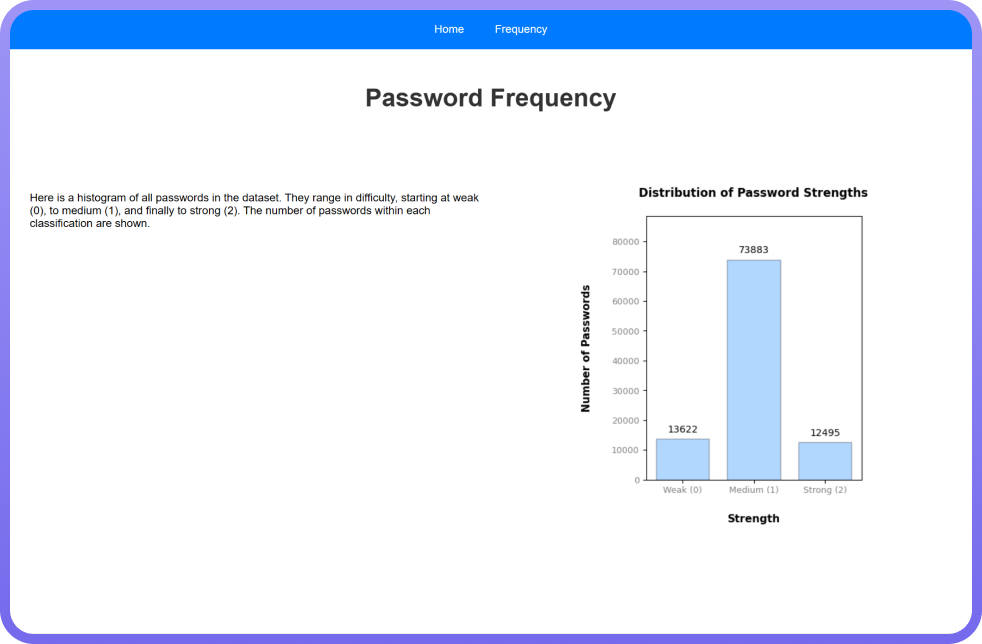 Home Frequency
Password Frequency
Here is a histogram of all passwords in the dataset. They range in difficulty, starting at weak
(0), to medium (1), and finally to strong (2). The number of passwords within each
classification are shown.
Distribution of Password Strengths
Number of Passwords
80000
70000
60000
50000
40000
30000
20000
10000
0
13622
73883
12495
Weak (0) Medium (1) Strong (2)
Strength